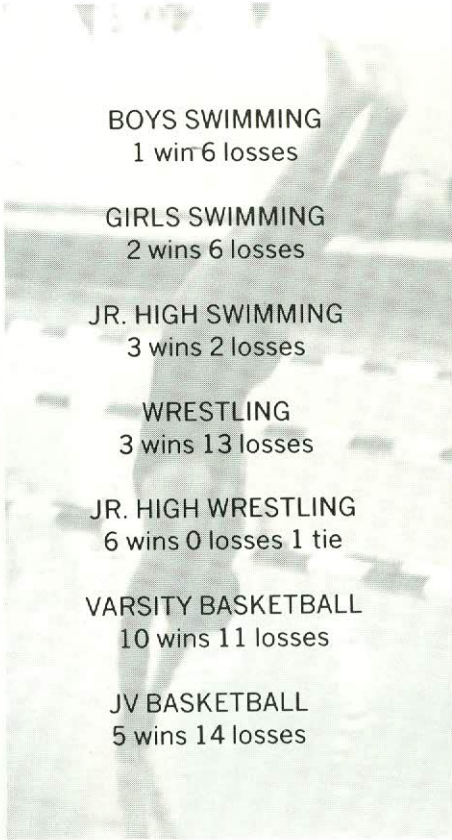 BOYS SWIMMING
1 win 6 losses
GIRLS SWIMMING
2 wins 6 losses
JR. HIGH SWIMMING
3 wins 2 losses
WRESTLING
3 wins 13 losses
JR. HIGH WRESTLING
6 wins 0 losses 1 tie
VARSITY BASKETBALL
10 wins 11 losses
JV BASKETBALL
5 wins 14 losses